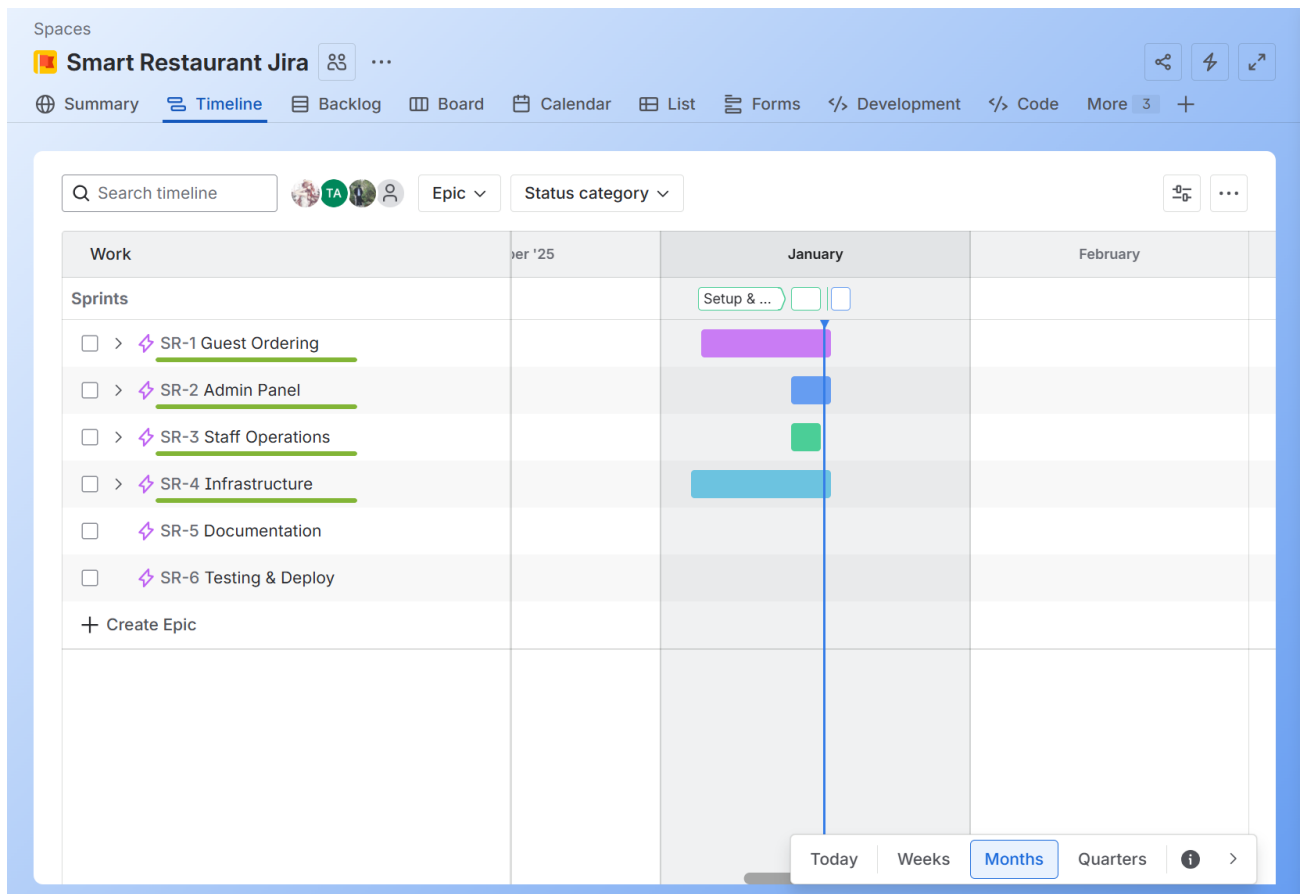 Spaces
Smart Restaurant Jira
Summary Timeline Backlog Board Calendar List Forms Development Code More 3
Search timeline TA Epic Status category
Work ber '25 January February
Sprints Setup & ...
SR-1 Guest Ordering
SR-2 Admin Panel
SR-3 Staff Operations
SR-4 Infrastructure
SR-5 Documentation
SR-6 Testing & Deploy
Create Epic
Today Weeks Months Quarters